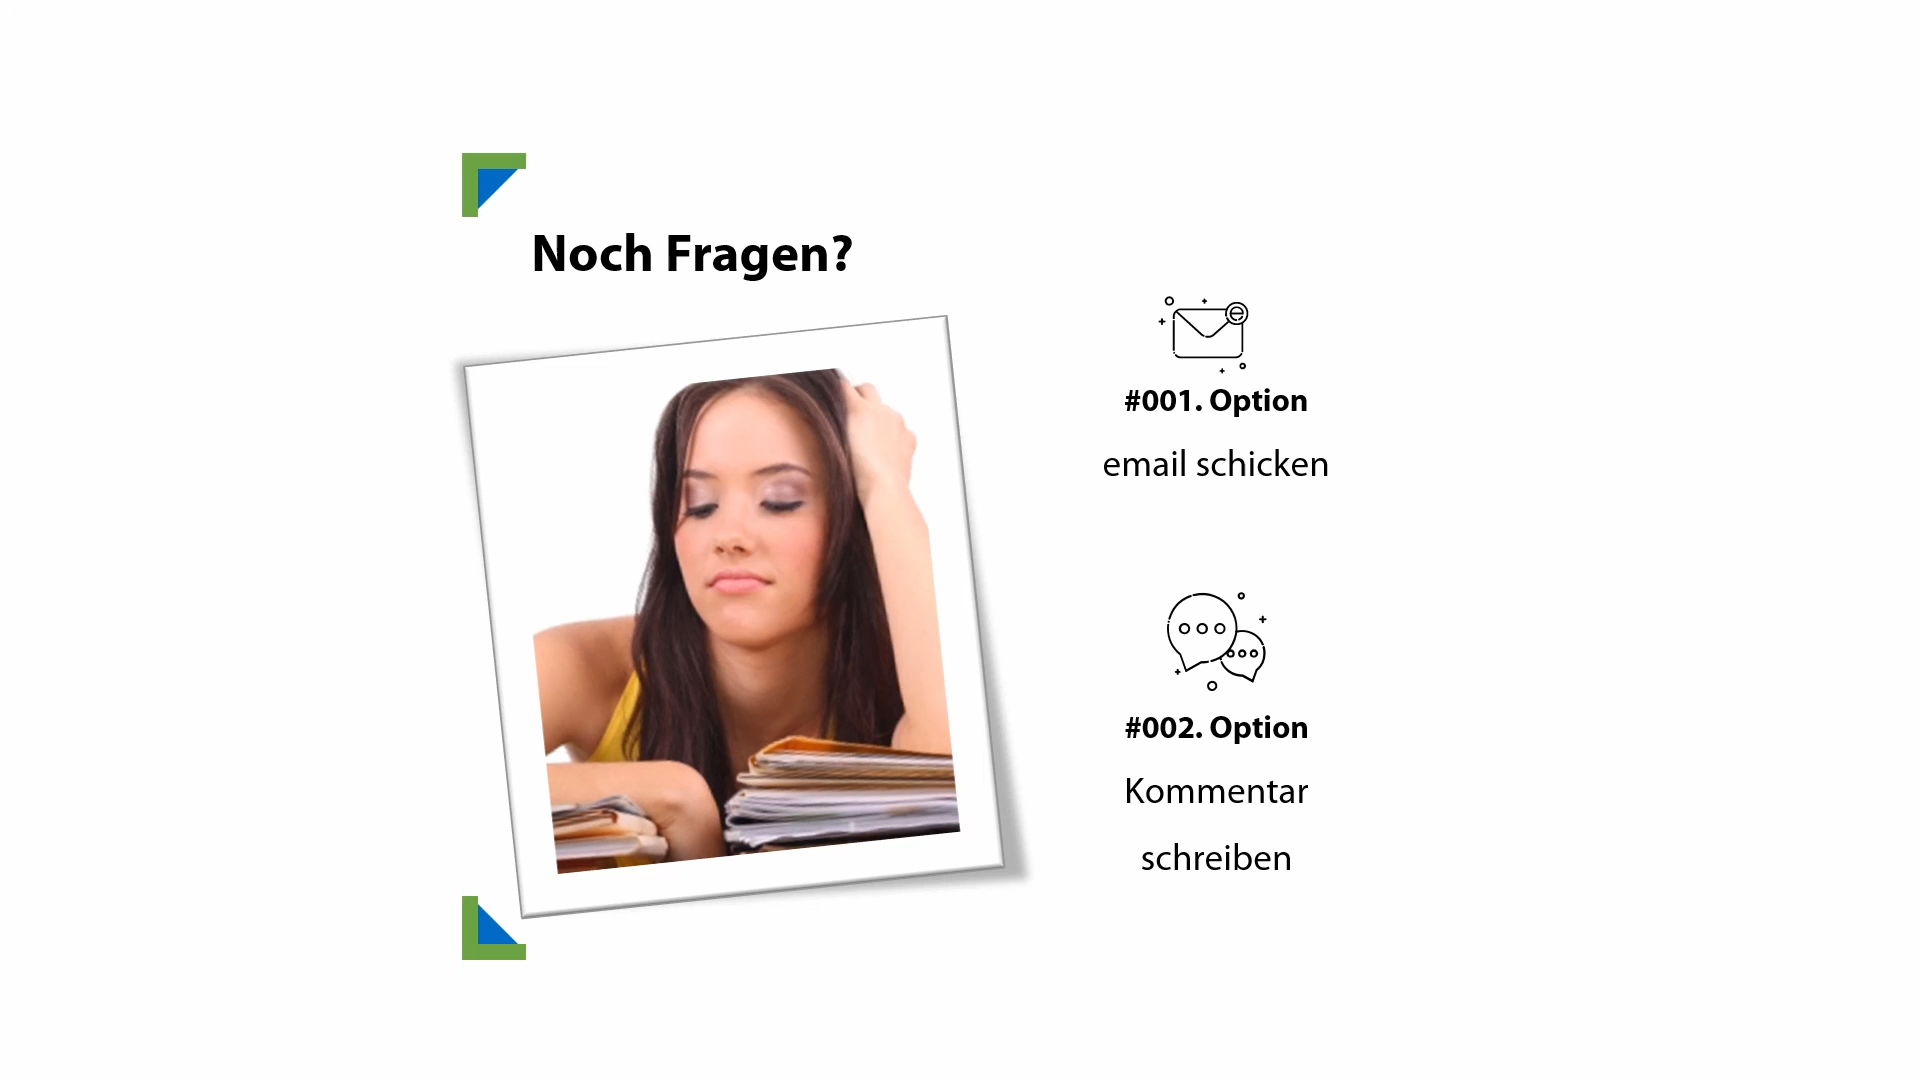 Noch Fragen?
#001. Option
email schicken
#002. Option
Kommentar
schreiben